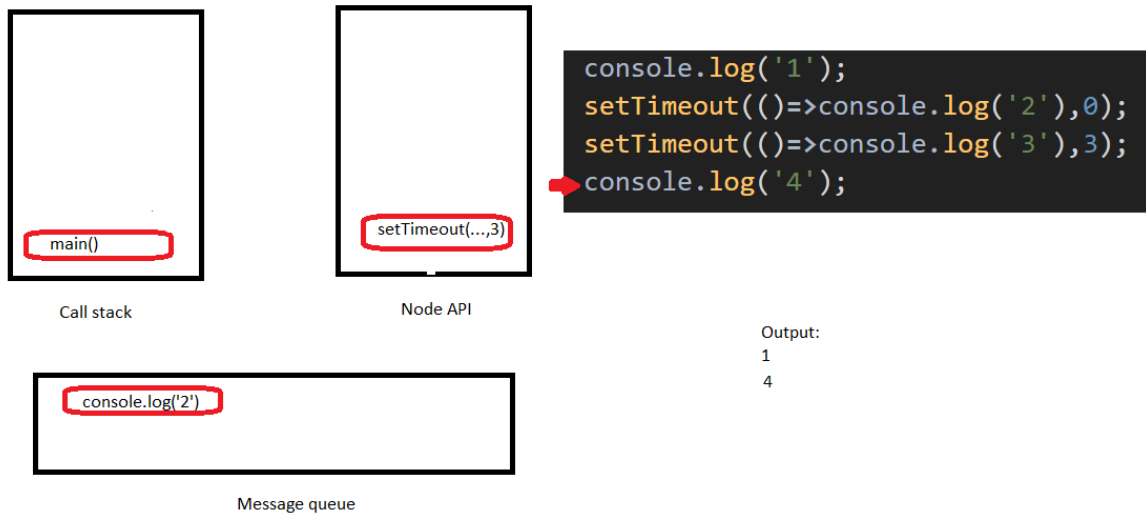 console.log('1');
setTimeout(()=>console.log('2'),0);
setTimeout(()=>console.log('3'),3);
console.log('4');
main()
setTimeout(...,3)
Call stack
Node API
Output:
1
4
console.log('2')
Message queue